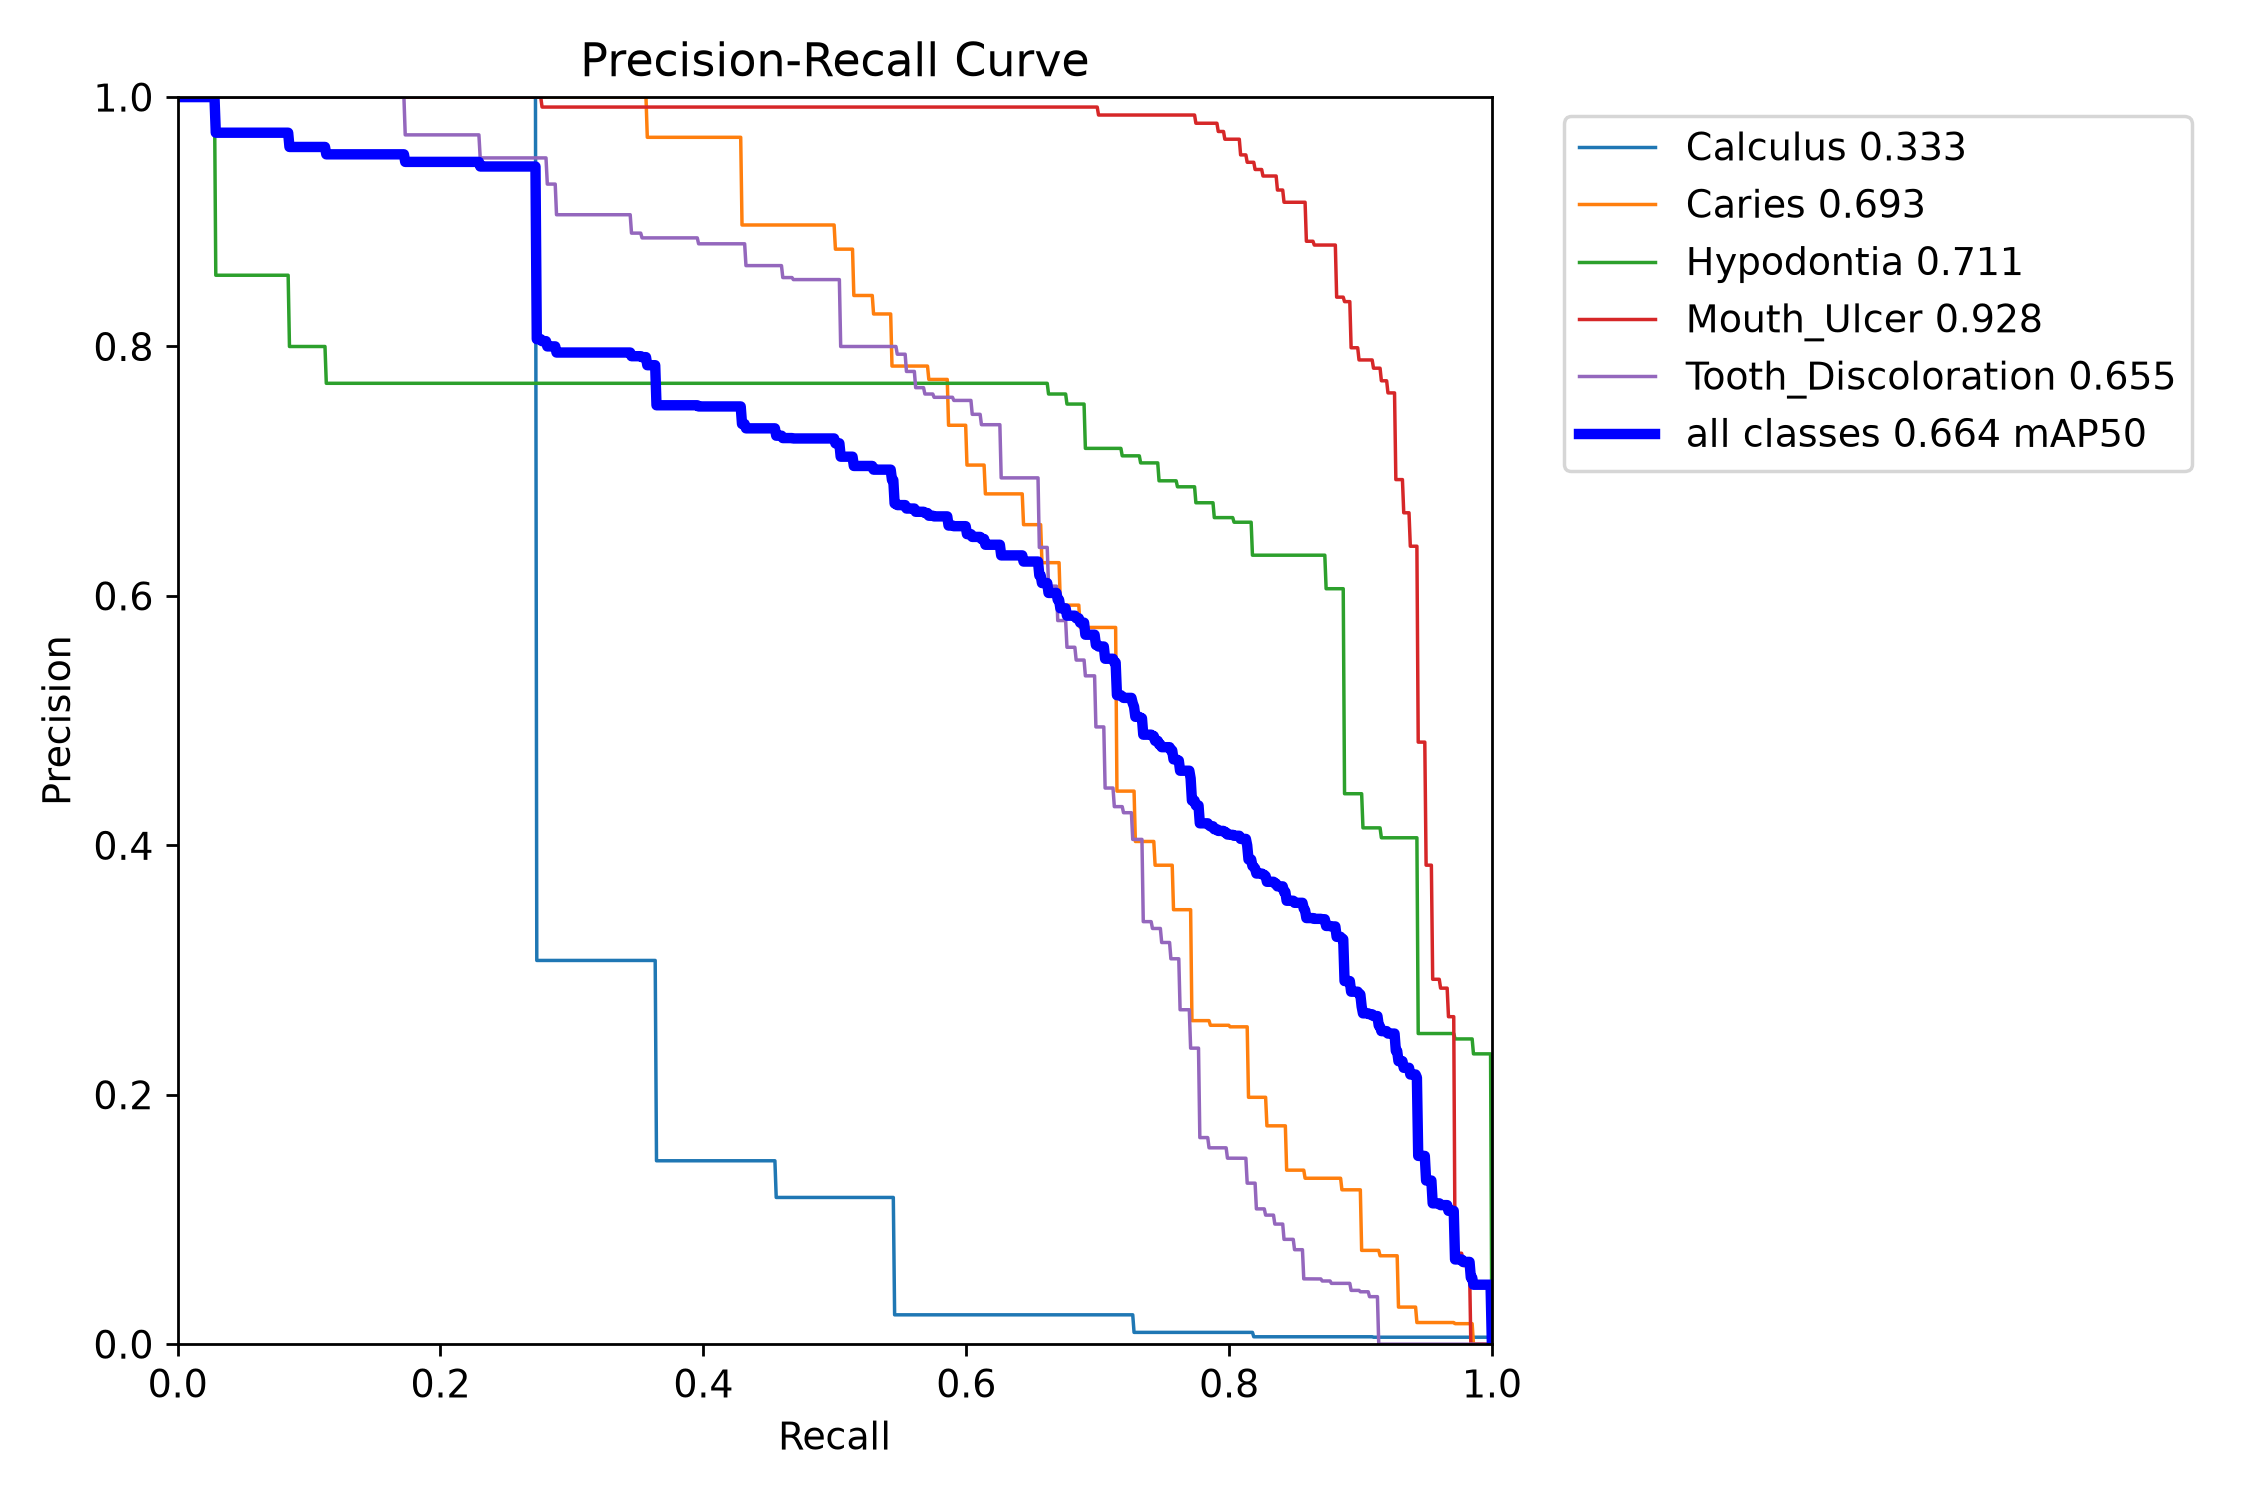 Precision-Recall Curve
1.0
0.8
0.6
0.4
0.2
0.0
Precision
0.0 0.2 0.4 0.6 0.8 1.0
Recall
Calculus 0.333
Caries 0.693
Hypodontia 0.711
Mouth_Ulcer 0.928
Tooth_Discoloration 0.655
all classes 0.664 mAP50